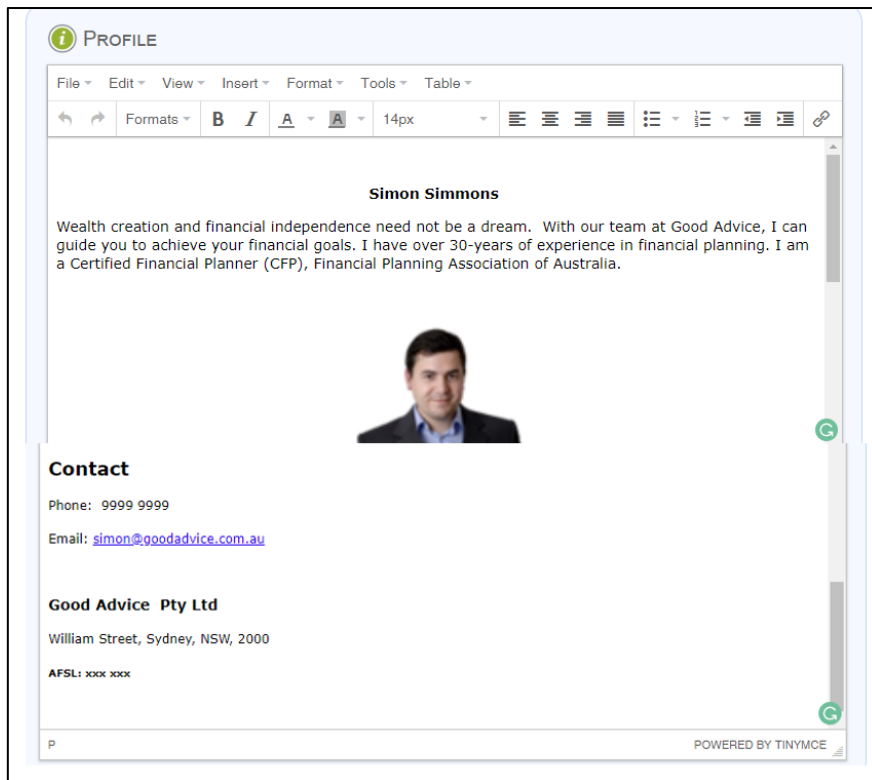 PROFILE
File Edit View Insert Format Tools Table
Formats B I A A 14px
Simon Simmons
Wealth creation and financial independence need not be a dream.  With our team at Good Advice, I can
guide you to achieve your financial goals. I have over 30-years of experience in financial planning. I am
a Certified Financial Planner (CFP), Financial Planning Association of Australia.
Contact
Phone:  9999 9999
Email: simon@goodadvice.com.au
Good Advice  Pty Ltd
William Street, Sydney, NSW, 2000
AFSL: xxx xxx
P POWERED BY TINYMCE